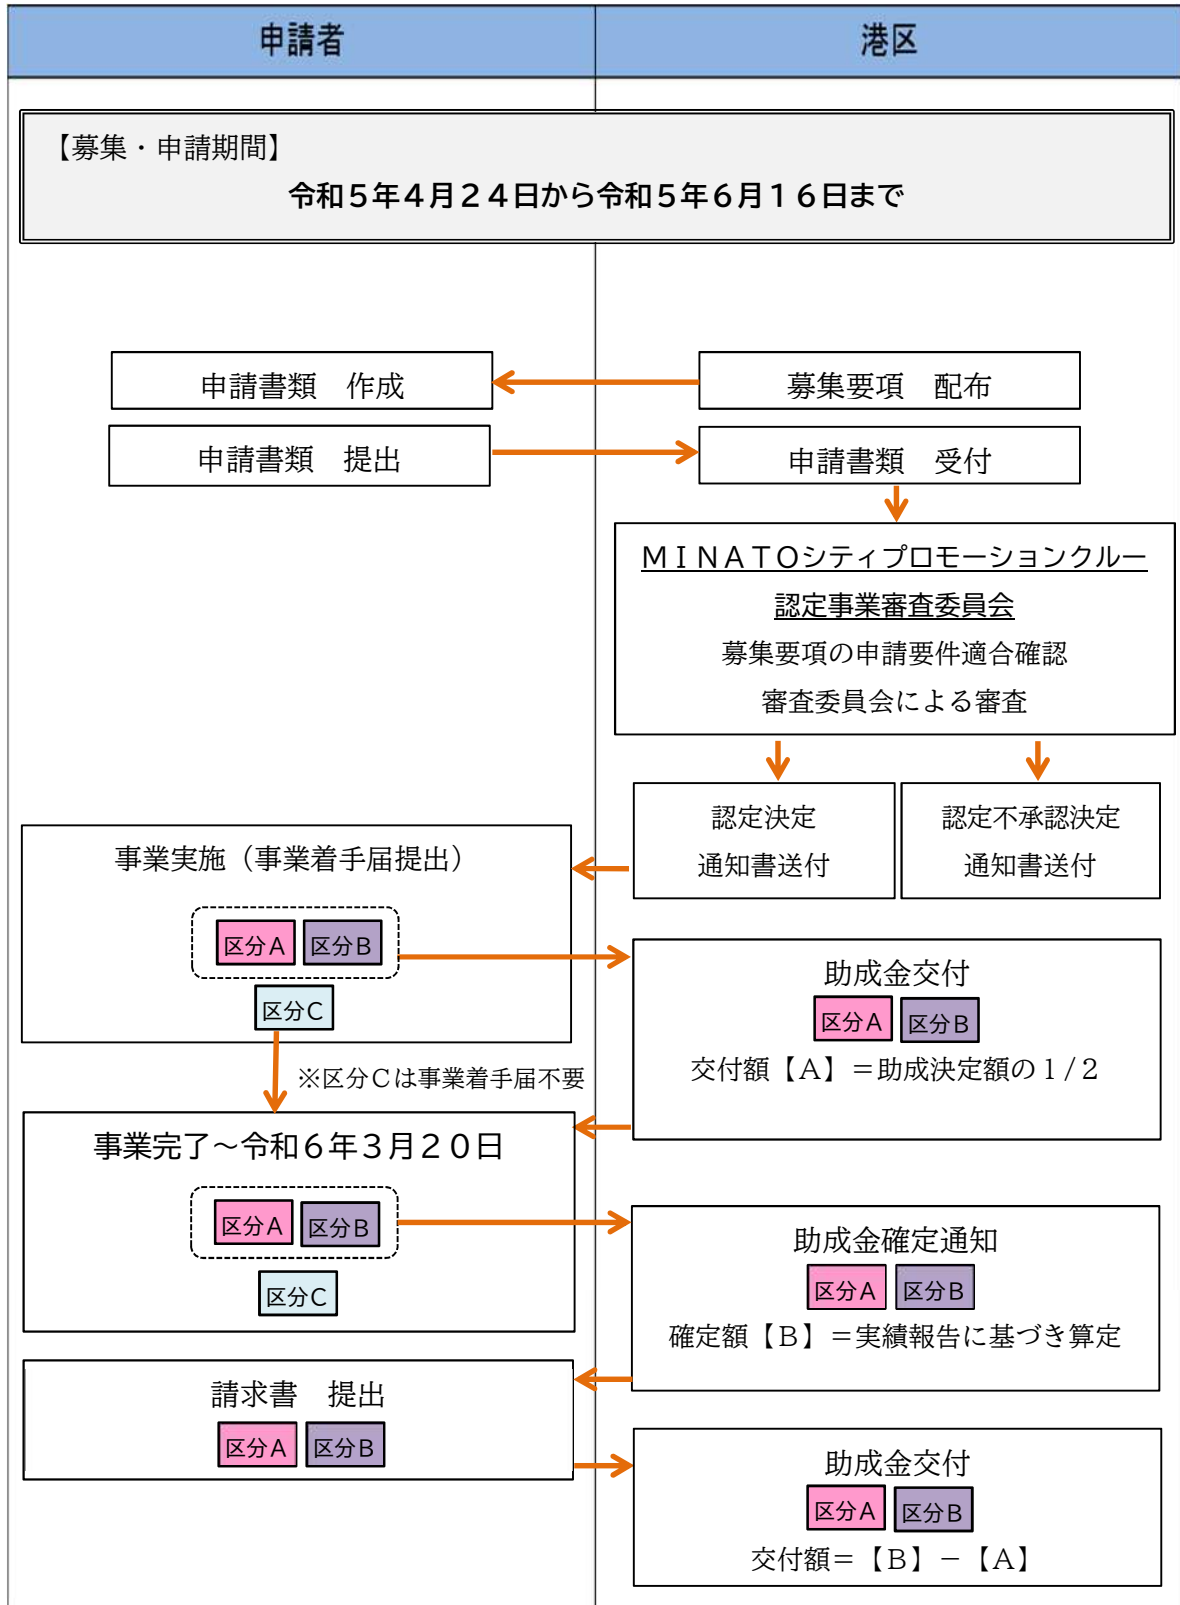 申請者
港区
【募集・申請期間】
令和５年４月２４日から令和５年６月１６日まで
申請書類　作成
募集要項　配布
申請書類　提出
申請書類　受付
ＭＩＮＡＴＯシティプロモーションクルー
認定事業審査委員会
募集要項の申請要件適合確認
審査委員会による審査
認定決定
通知書送付
認定不承認決定
通知書送付
事業実施（事業着手届提出）
区分Ａ
区分Ｂ
区分Ｃ
※区分Ｃは事業着手届不要
助成金交付
区分Ａ
区分Ｂ
交付額【Ａ】＝助成決定額の１/２
事業完了～令和６年３月２０日
区分Ａ
区分Ｂ
区分Ｃ
助成金確定通知
区分Ａ
区分Ｂ
確定額【Ｂ】＝実績報告に基づき算定
請求書　提出
区分Ａ
区分Ｂ
助成金交付
区分Ａ
区分Ｂ
交付額＝【Ｂ】－【Ａ】